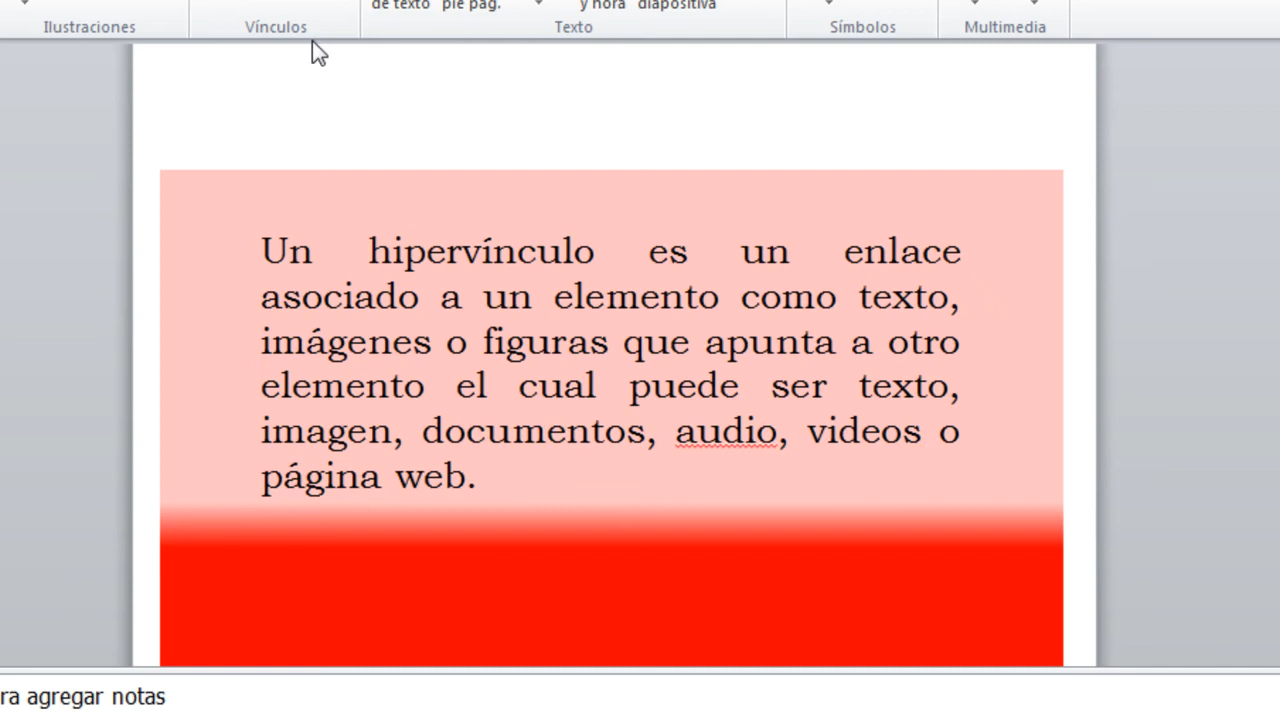 de texto pie pág. y hora diapositiva
Ilustraciones Vínculos Texto Símbolos Multimedia
Un hipervínculo es un enlace
asociado a un elemento como texto,
imágenes o figuras que apunta a otro
elemento el cual puede ser texto,
imagen, documentos, audio, videos o
página web.
ra agregar notas